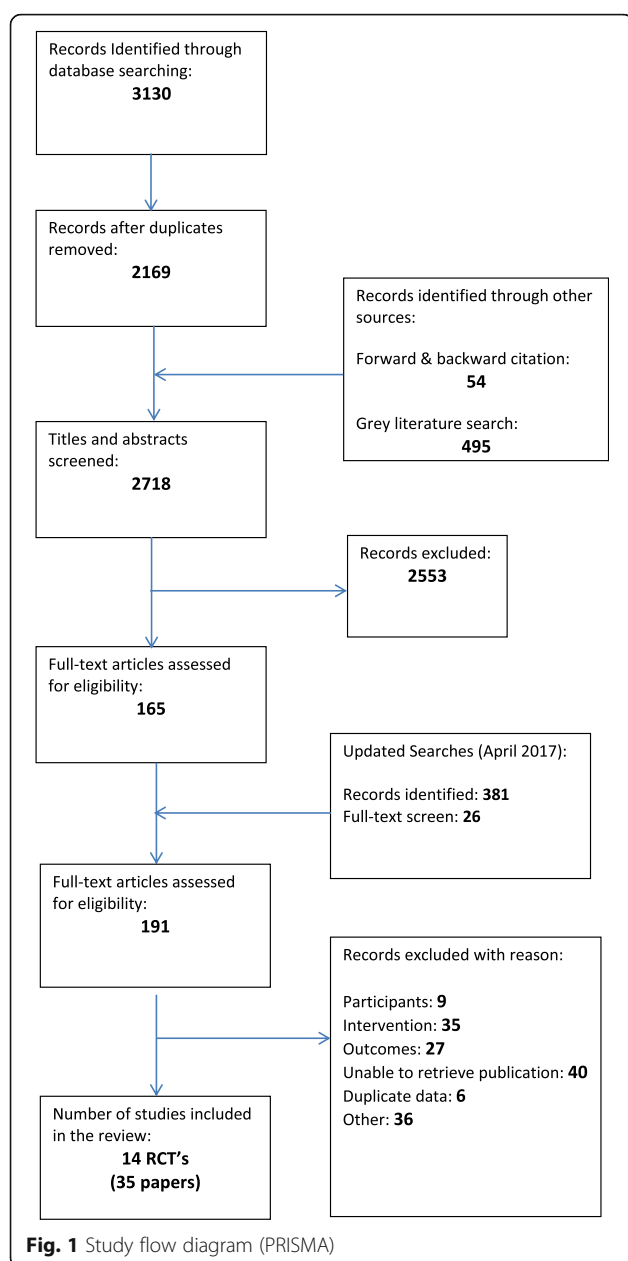 Records Identified through
database searching:
3130
Records after duplicates
removed:
2169
Records identified through other
sources:
Forward & backward citation:
54
Grey literature search:
495
Titles and abstracts
screened:
2718
Records excluded:
2553
Full-text articles assessed
for eligibility:
165
Updated Searches (April 2017):
Records identified: 381
Full-text screen: 26
Full-text articles assessed
for eligibility:
191
Records excluded with reason:
Participants: 9
Intervention: 35
Outcomes: 27
Unable to retrieve publication: 40
Duplicate data: 6
Other: 36
Number of studies included
in the review:
14 RCT's
(35 papers)
Fig. 1 Study flow diagram (PRISMA)